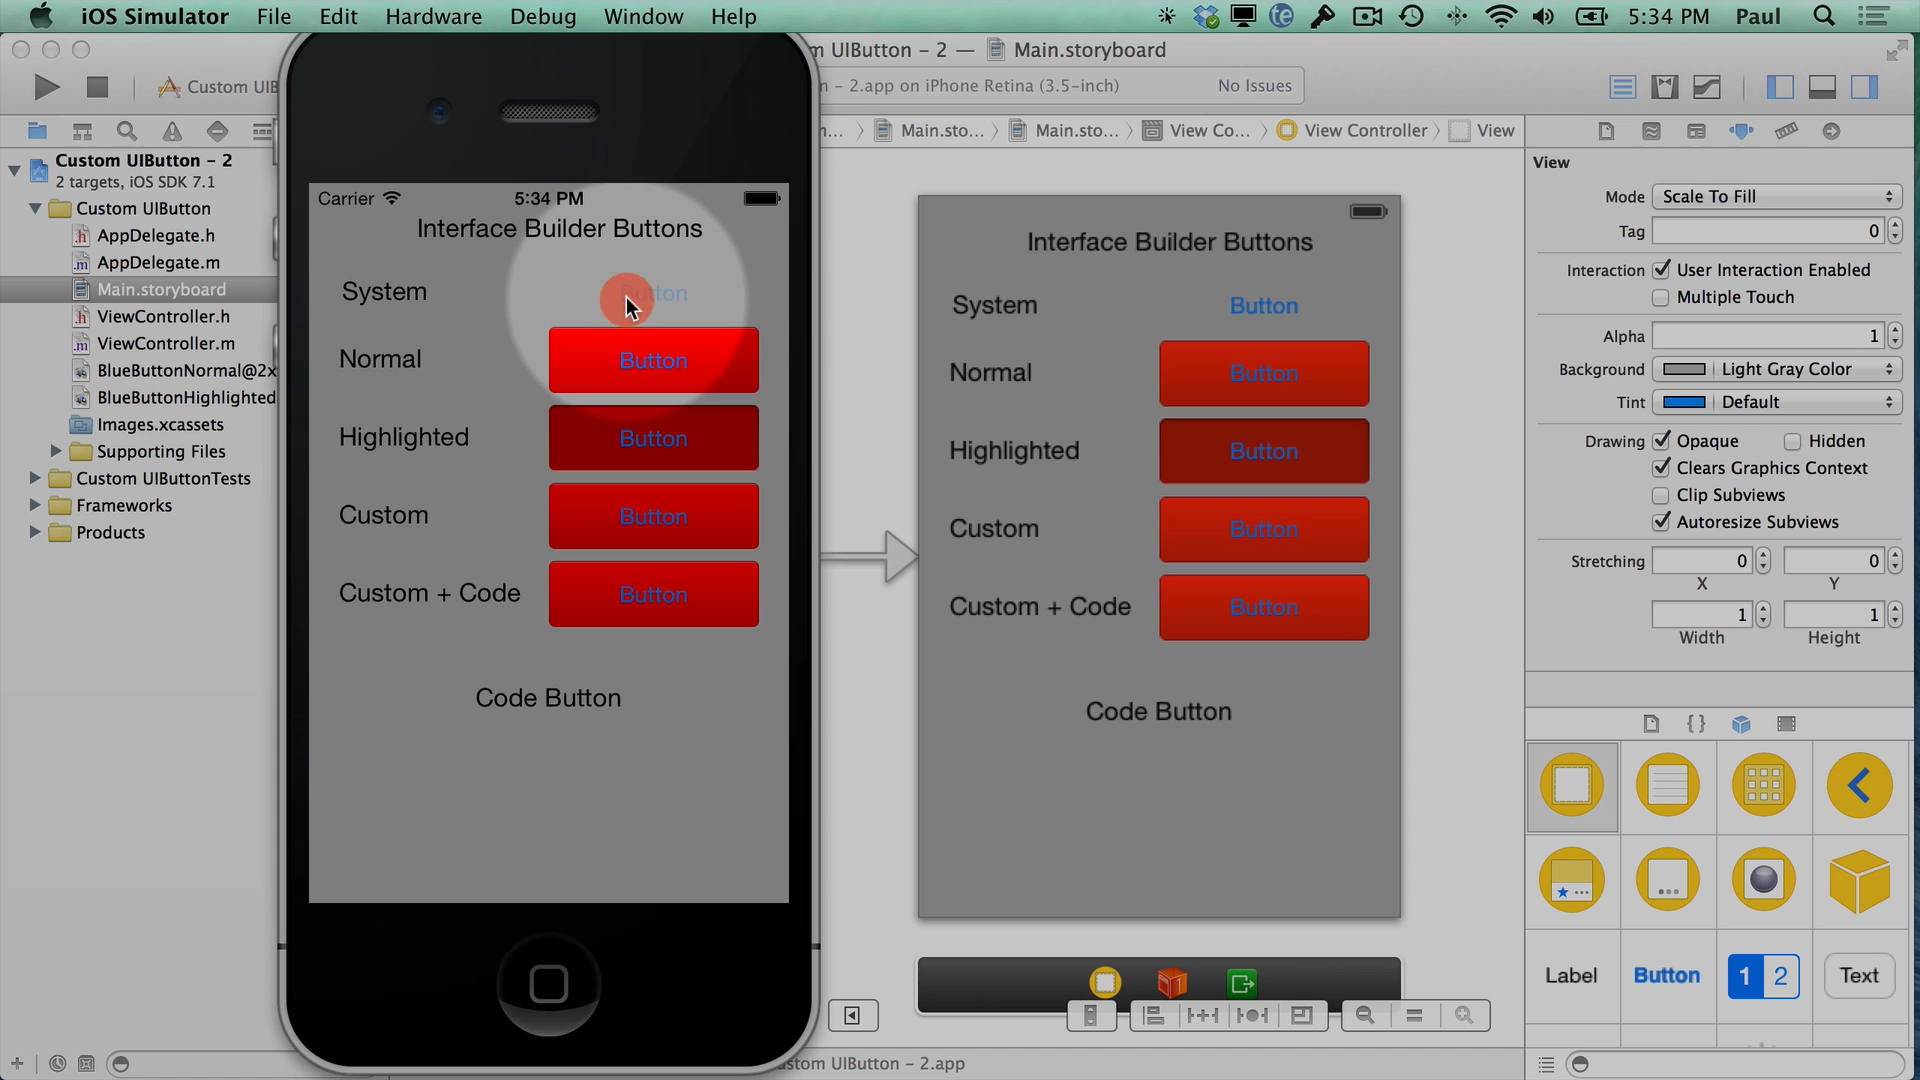 iOS Simulator File Edit Hardware Debug Window Help te 5:34 PM Paul
m UIButton – 2 — Main.storyboard
Custom UIB n – 2.app on iPhone Retina (3.5-inch) No Issues
m... Main.sto... Main.sto... View Co... View Controller View
Custom UIButton – 2
2 targets, iOS SDK 7.1
Custom UIButton
AppDelegate.h
AppDelegate.m
Main.storyboard
ViewController.h
ViewController.m
BlueButtonNormal@2x
BlueButtonHighlighted
Images.xcassets
Supporting Files
Custom UIButtonTests
Frameworks
Products
Carrier 5:34 PM
Interface Builder Buttons
System Button
Normal Button
Highlighted Button
Custom Button
Custom + Code Button
Code Button
Interface Builder Buttons
System Button
Normal Button
Highlighted Button
Custom Button
Custom + Code Button
Code Button
View
Mode Scale To Fill
Tag 0
Interaction User Interaction Enabled
Multiple Touch
Alpha 1
Background Light Gray Color
Tint Default
Drawing Opaque Hidden
Clears Graphics Context
Clip Subviews
Autoresize Subviews
Stretching 0 0
X Y
1 1
Width Height
Label Button 1 2 Text
stom UIButton – 2.app